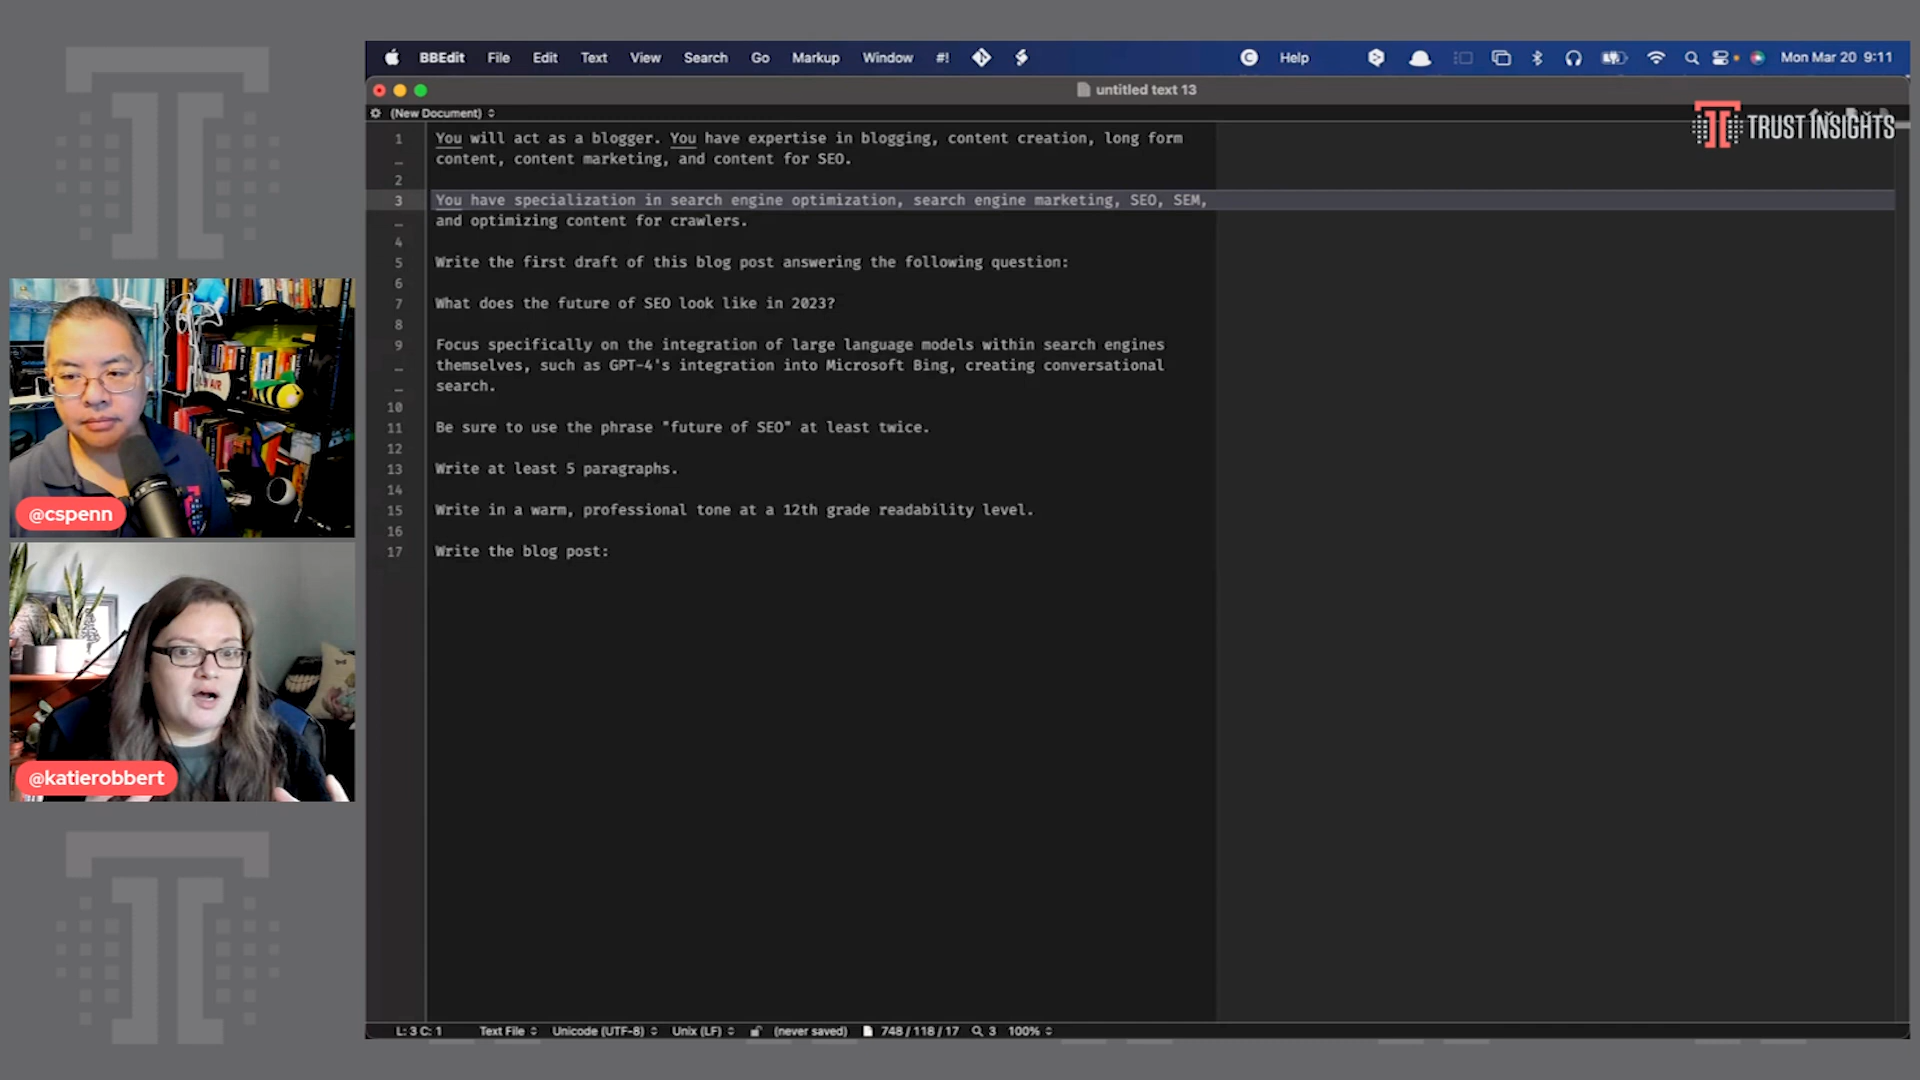 BBEdit File Edit Text View Search Go Markup Window #! Help Mon Mar 20 9:11
untitled text 13
(New Document)
TRUST INSIGHTS
1 You will act as a blogger. You have expertise in blogging, content creation, long form
content, content marketing, and content for SEO.
2
3 You have specialization in search engine optimization, search engine marketing, SEO, SEM,
and optimizing content for crawlers.
4
5 Write the first draft of this blog post answering the following question:
6
7 What does the future of SEO look like in 2023?
8
9 Focus specifically on the integration of large language models within search engines
themselves, such as GPT-4's integration into Microsoft Bing, creating conversational
search.
10
11 Be sure to use the phrase "future of SEO" at least twice.
12
13 Write at least 5 paragraphs.
14
15 Write in a warm, professional tone at a 12th grade readability level.
16
17 Write the blog post:
ON AIR
@cspenn
@katierobbert
L: 3 C: 1 Text File Unicode (UTF-8) Unix (LF) (never saved) 748 / 118 / 17 3 100%